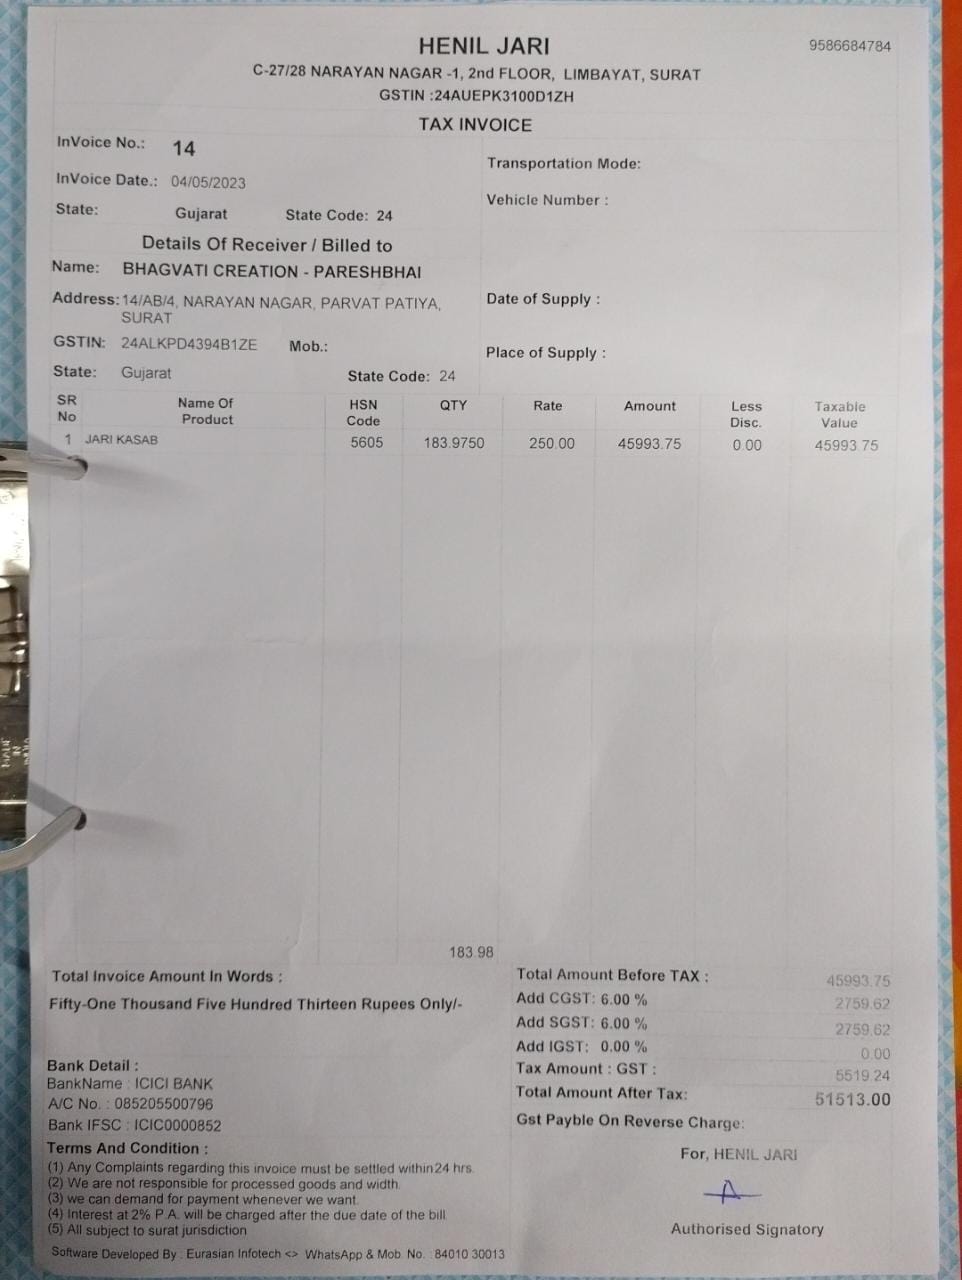 HENIL JARI
9586684784
C-27/28 NARAYAN NAGAR -1, 2nd FLOOR, LIMBAYAT, SURAT
GSTIN :24AUEPK3100D1ZH
TAX INVOICE
InVoice No.: 14
Transportation Mode:
InVoice Date.: 04/05/2023
Vehicle Number :
State: Gujarat State Code: 24
Details Of Receiver / Billed to
Name: BHAGVATI CREATION - PARESHBHAI
Address: 14/AB/4, NARAYAN NAGAR, PARVAT PATIYA,
SURAT
Date of Supply :
GSTIN: 24ALKPD4394B1ZE Mob.:
Place of Supply :
State: Gujarat State Code: 24
SR No Name Of Product HSN Code QTY Rate Amount Less Disc. Taxable Value
1 JARI KASAB 5605 183.9750 250.00 45993.75 0.00 45993.75
183.98
Total Invoice Amount In Words :
Fifty-One Thousand Five Hundred Thirteen Rupees Only/-
Total Amount Before TAX : 45993.75
Add CGST: 6.00 % 2759.62
Add SGST: 6.00 % 2759.62
Add IGST: 0.00 % 0.00
Tax Amount : GST : 5519.24
Total Amount After Tax: 51513.00
Gst Payble On Reverse Charge:
Bank Detail :
BankName : ICICI BANK
A/C No. : 085205500796
Bank IFSC : ICIC0000852
Terms And Condition :
(1) Any Complaints regarding this invoice must be settled within 24 hrs.
(2) We are not responsible for processed goods and width.
(3) we can demand for payment whenever we want.
(4) Interest at 2% P.A. will be charged after the due date of the bill
(5) All subject to surat jurisdiction
For, HENIL JARI
Authorised Signatory
Software Developed By : Eurasian Infotech <> WhatsApp & Mob. No. : 84010 30013
MADE
IN
INDIA